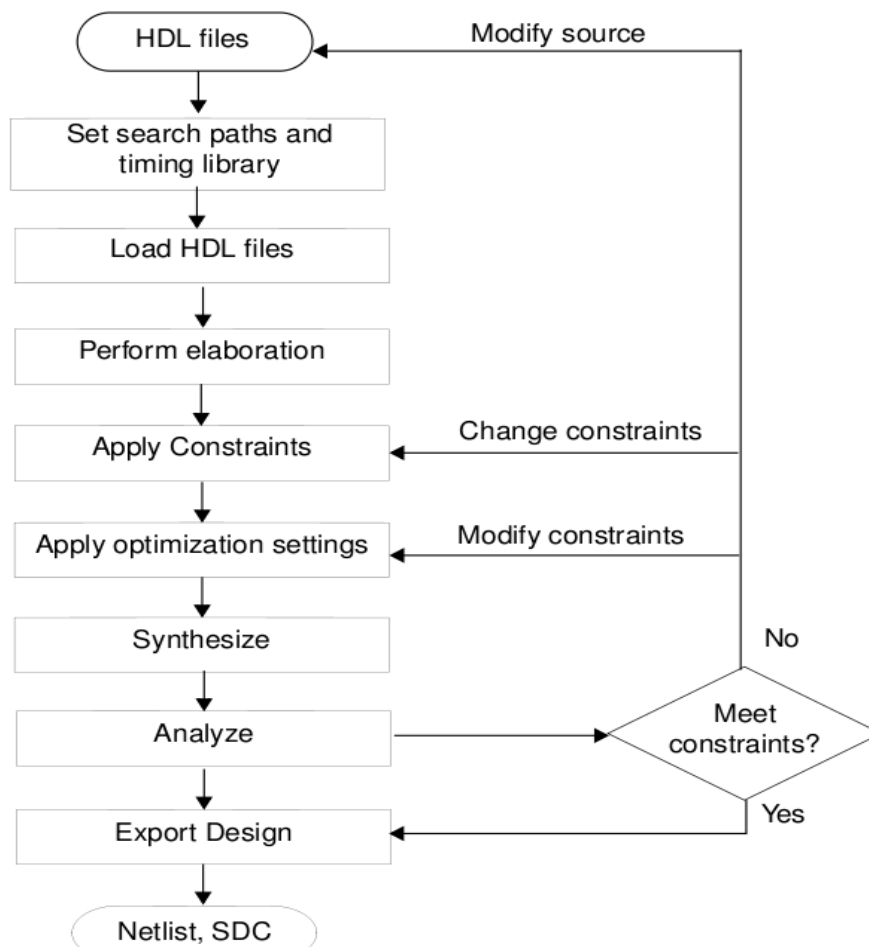 HDL files
Modify source
Set search paths and
timing library
Load HDL files
Perform elaboration
Apply Constraints
Change constraints
Apply optimization settings
Modify constraints
Synthesize
No
Analyze
Meet
constraints?
Yes
Export Design
Netlist, SDC